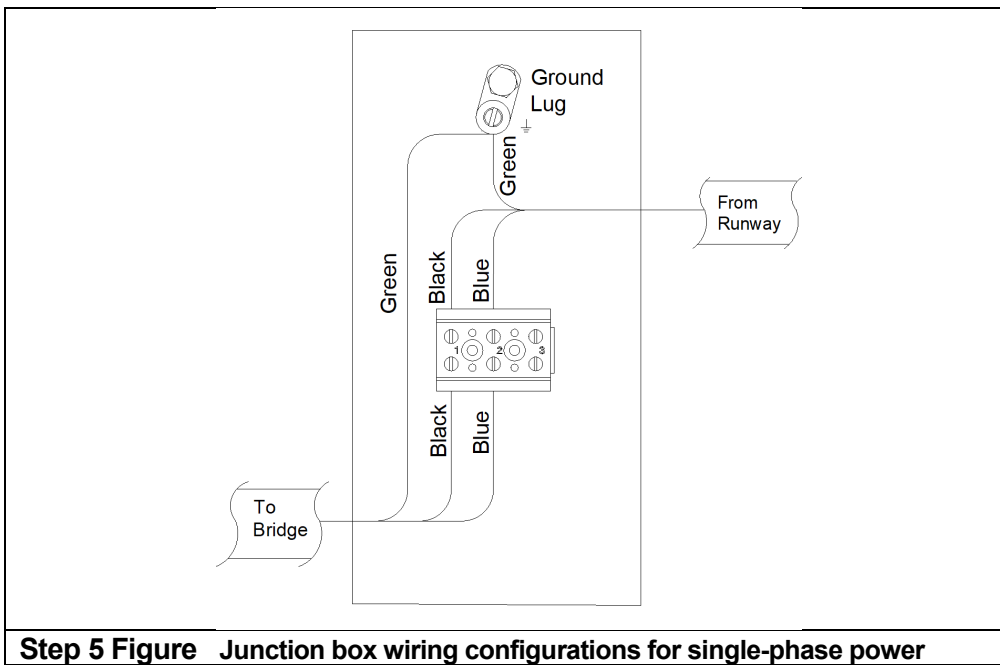 Ground
Lug
Green
From
Runway
Green
Black
Blue
1 2 3
Black
Blue
To
Bridge
Step 5 Figure Junction box wiring configurations for single-phase power